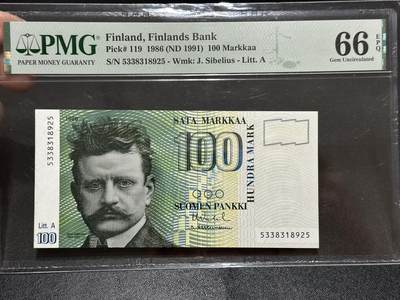 PMG
PAPER MONEY GUARANTY
Finland, Finlands Bank
Pick# 119 1986 (ND 1991) 100 Markkaa
S/N 5338318925 - Wmk: J. Sibelius - Litt. A
66 EPQ
Gem Uncirculated
1986
SATA MARKKAA
100
HUNDRA MARK
SUOMEN PANKKI
5338318925
5338318925
Litt. A
100